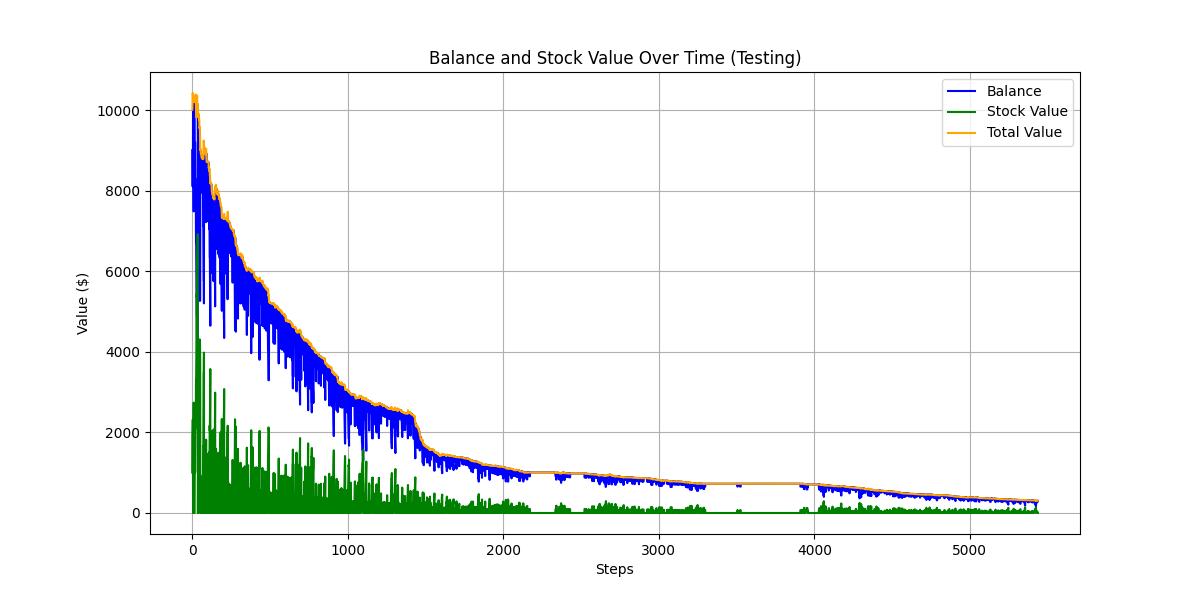 Balance and Stock Value Over Time (Testing)
Balance
Stock Value
Total Value
10000
8000
6000
4000
2000
0
Value ($)
0 1000 2000 3000 4000 5000
Steps